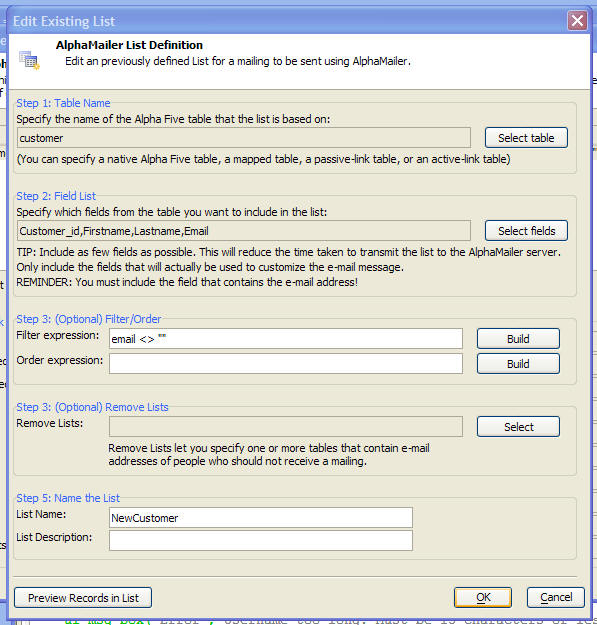 Edit Existing List
AlphaMailer List Definition
Edit an previously defined List for a mailing to be sent using AlphaMailer.
Step 1: Table Name
Specify the name of the Alpha Five table that the list is based on:
customer
Select table
(You can specify a native Alpha Five table, a mapped table, a passive-link table, or an active-link table)
Step 2: Field List
Specify which fields from the table you want to include in the list:
Customer_id,Firstname,Lastname,Email
Select fields
TIP: Include as few fields as possible. This will reduce the time taken to transmit the list to the AlphaMailer server.
Only include the fields that will actually be used to customize the e-mail message.
REMINDER: You must include the field that contains the e-mail address!
Step 3: (Optional) Filter/Order
Filter expression: email <> "" Build
Order expression: Build
Step 3: (Optional) Remove Lists
Remove Lists: Select
Remove Lists let you specify one or more tables that contain e-mail
addresses of people who should not receive a mailing.
Step 5: Name the List
List Name: NewCustomer
List Description:
Preview Records in List OK Cancel